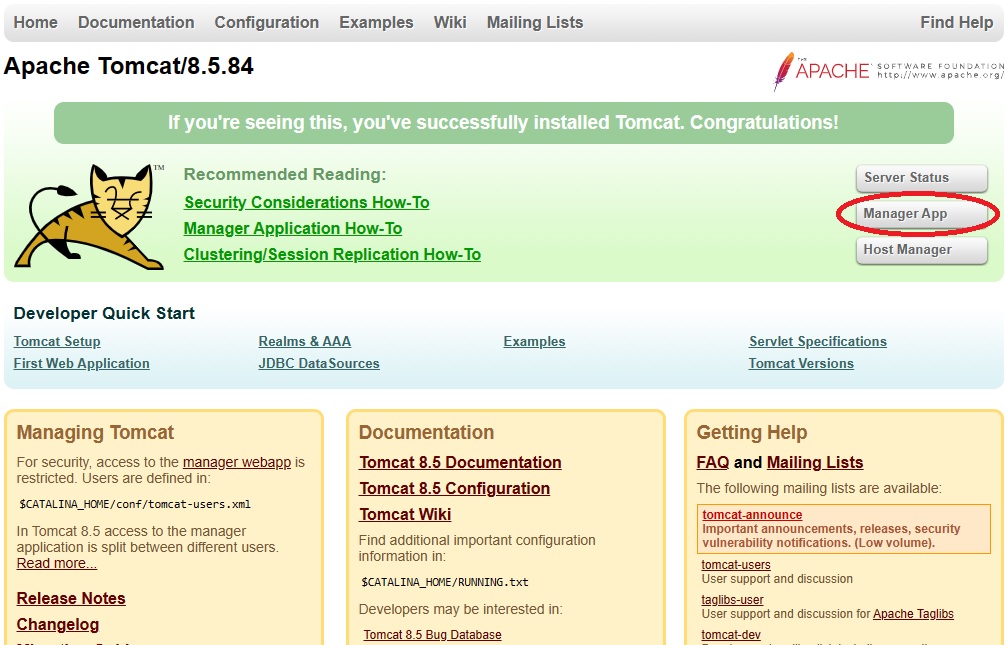 Home Documentation Configuration Examples Wiki Mailing Lists Find Help
Apache Tomcat/8.5.84
THE APACHE SOFTWARE FOUNDATION
http://www.apache.org/
If you're seeing this, you've successfully installed Tomcat. Congratulations!
TM
Recommended Reading:
Security Considerations How-To
Manager Application How-To
Clustering/Session Replication How-To
Server Status
Manager App
Host Manager
Developer Quick Start
Tomcat Setup
First Web Application
Realms & AAA
JDBC DataSources
Examples
Servlet Specifications
Tomcat Versions
Managing Tomcat
For security, access to the manager webapp is
restricted. Users are defined in:
$CATALINA_HOME/conf/tomcat-users.xml
In Tomcat 8.5 access to the manager
application is split between different users.
Read more...
Release Notes
Changelog
Documentation
Tomcat 8.5 Documentation
Tomcat 8.5 Configuration
Tomcat Wiki
Find additional important configuration
information in:
$CATALINA_HOME/RUNNING.txt
Developers may be interested in:
Tomcat 8.5 Bug Database
Getting Help
FAQ and Mailing Lists
The following mailing lists are available:
tomcat-announce
Important announcements, releases, security
vulnerability notifications. (Low volume).
tomcat-users
User support and discussion
taglibs-user
User support and discussion for Apache Taglibs
tomcat-dev